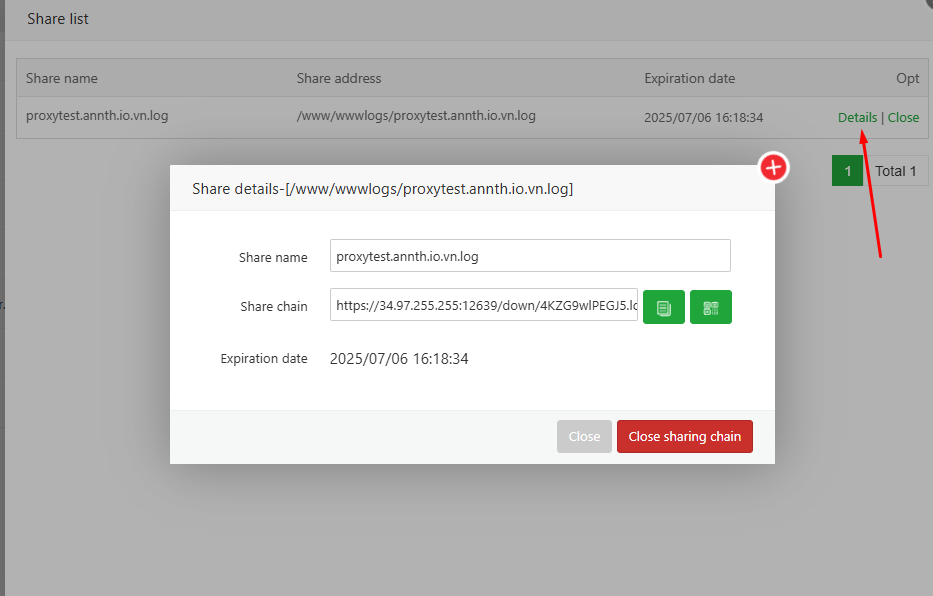 Share list
Share name Share address Expiration date Opt
proxytest.annth.io.vn.log /www/wwwlogs/proxytest.annth.io.vn.log 2025/07/06 16:18:34 Details | Close
1 Total 1
Share details-[/www/wwwlogs/proxytest.annth.io.vn.log]
Share name proxytest.annth.io.vn.log
Share chain https://34.97.255.255:12639/down/4KZG9wlPEGJ5.lo
Expiration date 2025/07/06 16:18:34
Close Close sharing chain